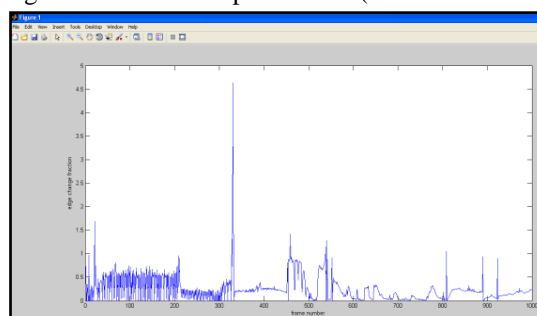 Figure 1
File Edit View Insert Tools Desktop Window Help
5
4.5
4
3.5
3
2.5
2
1.5
1
0.5
0
edge change fraction
0 100 200 300 400 500 600 700 800 900 1000
frame number